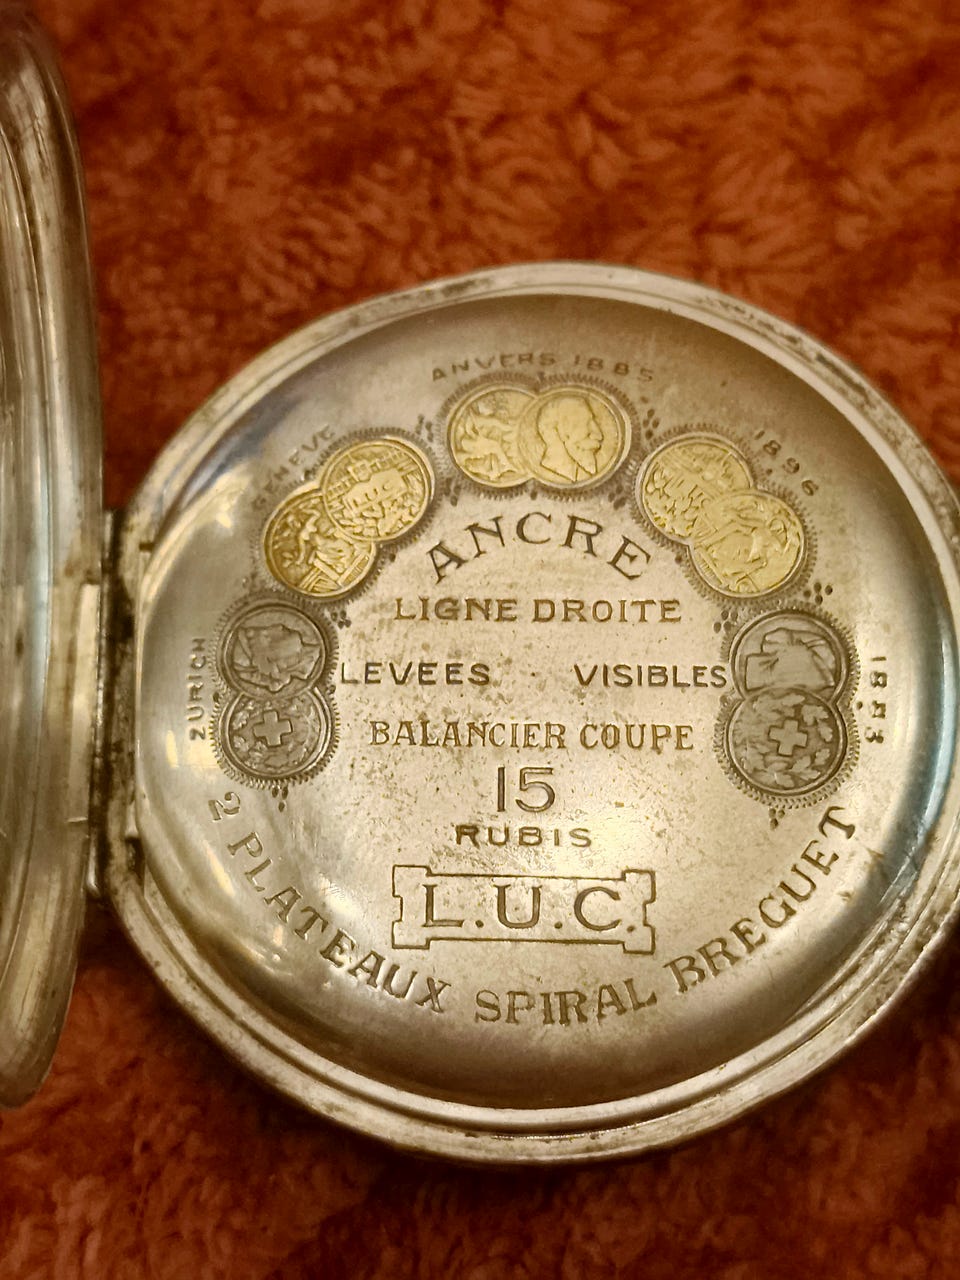 ANVERS 1885
GENEVE
1896
ZURICH
1883
ANCRE
LIGNE DROITE
LEVEES VISIBLES
BALANCIER COUPE
15
RUBIS
L.U.C.
2 PLATEAUX SPIRAL BREGUET